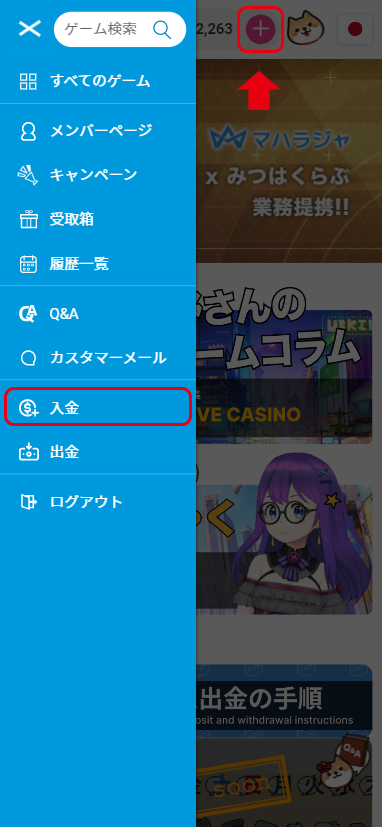 ゲーム検索
2,263
すべてのゲーム
メンバーページ
キャンペーン
受取箱
履歴一覧
Q&A
カスタマーメール
入金
出金
ログアウト
マハラジャ
x みつはくらぶ
業務提携!!
さんの
ームコラム
VE CASINO
く
出金の手順
osit and withdrawal instructions
Q&A
soon